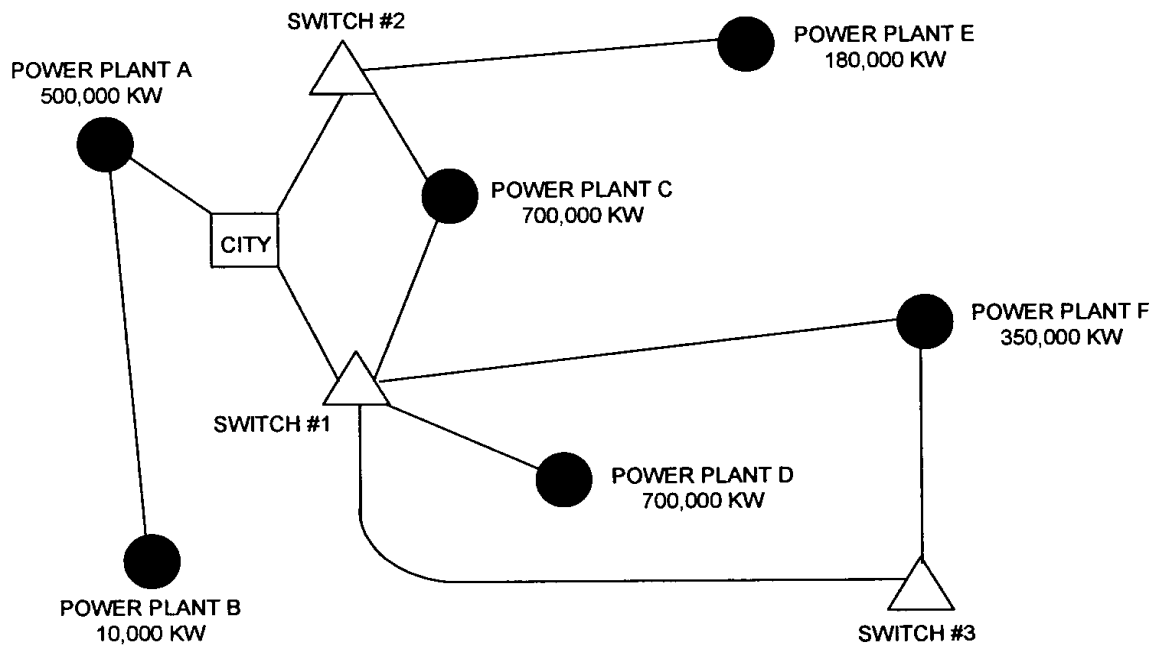 SWITCH #2
POWER PLANT E
180,000 KW
POWER PLANT A
500,000 KW
POWER PLANT C
700,000 KW
CITY
POWER PLANT F
350,000 KW
SWITCH #1
POWER PLANT D
700,000 KW
POWER PLANT B
10,000 KW
SWITCH #3